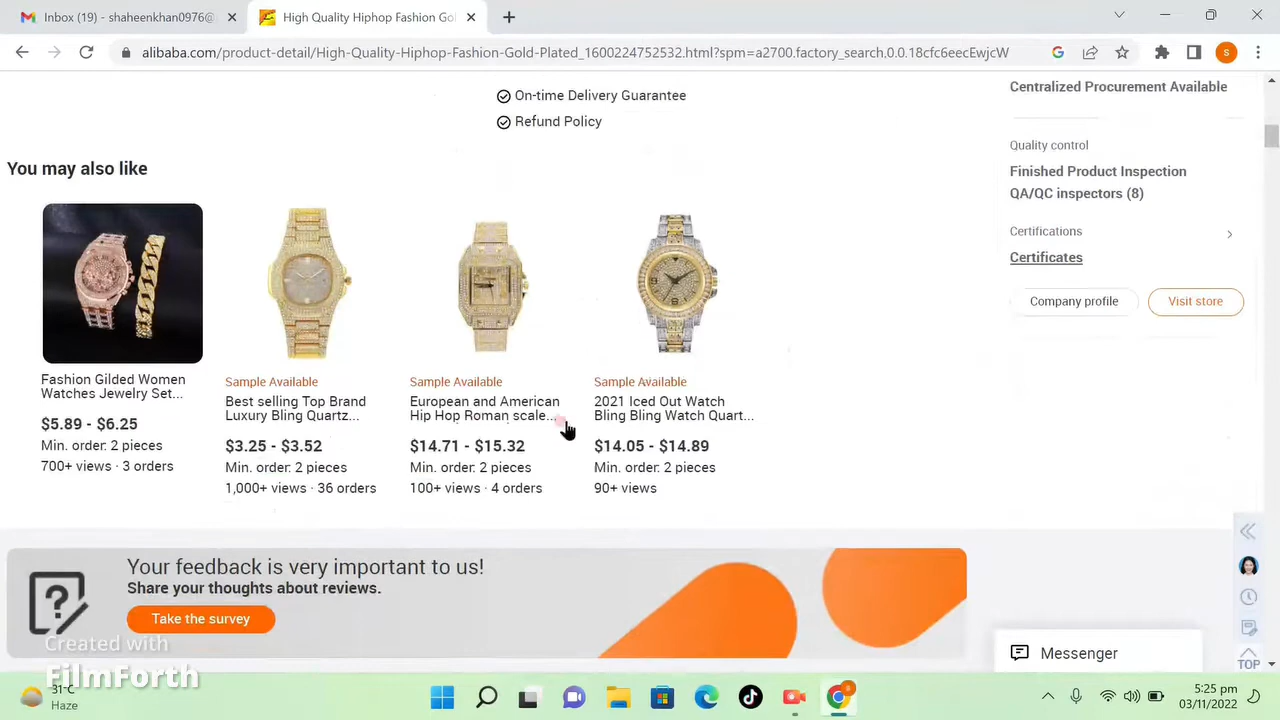 Inbox (19) - shaheenkhan0976@
High Quality Hiphop Fashion Gol
alibaba.com/product-detail/High-Quality-Hiphop-Fashion-Gold-Plated_1600224752532.html?spm=a2700.factory_search,0.0.18cfc6eecEwjcW
S
On-time Delivery Guarantee
Refund Policy
Centralized Procurement Available
Quality control
Finished Product Inspection
QA/QC inspectors (8)
Certifications
Certificates
Company profile
Visit store
You may also like
Fashion Gilded Women
Watches Jewelry Set...
$5.89 - $6.25
Min. order: 2 pieces
700+ views · 3 orders
Sample Available
Best selling Top Brand
Luxury Bling Quartz...
$3.25 - $3.52
Min. order: 2 pieces
1,000+ views · 36 orders
Sample Available
European and American
Hip Hop Roman scale...
$14.71 - $15.32
Min. order: 2 pieces
100+ views · 4 orders
Sample Available
2021 Iced Out Watch
Bling Bling Watch Quart...
$14.05 - $14.89
Min. order: 2 pieces
90+ views
Your feedback is very important to us!
Share your thoughts about reviews.
Take the survey
Messenger
TOP
Created with
FilmForth
31°C
Haze
5:25 pm
03/11/2022